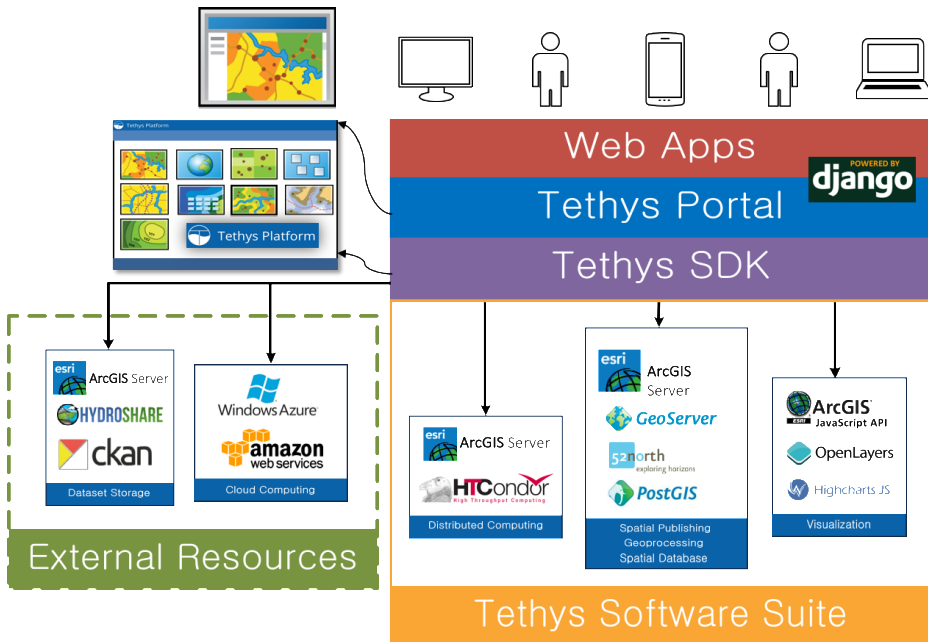 Tethys Platform
Tethys Platform
Web Apps
POWERED BY
django
Tethys Portal
Tethys SDK
esri
ArcGIS Server
HYDROSHARE
ckan
Dataset Storage
Windows Azure
amazon
web services
Cloud Computing
External Resources
esri
ArcGIS Server
HTCondor
High Throughput Computing
Distributed Computing
esri
ArcGIS
Server
GeoServer
52north
exploring horizons
PostGIS
Spatial Publishing
Geoprocessing
Spatial Database
ESRI
ArcGIS
JavaScript API
OpenLayers
Highcharts JS
Visualization
Tethys Software Suite